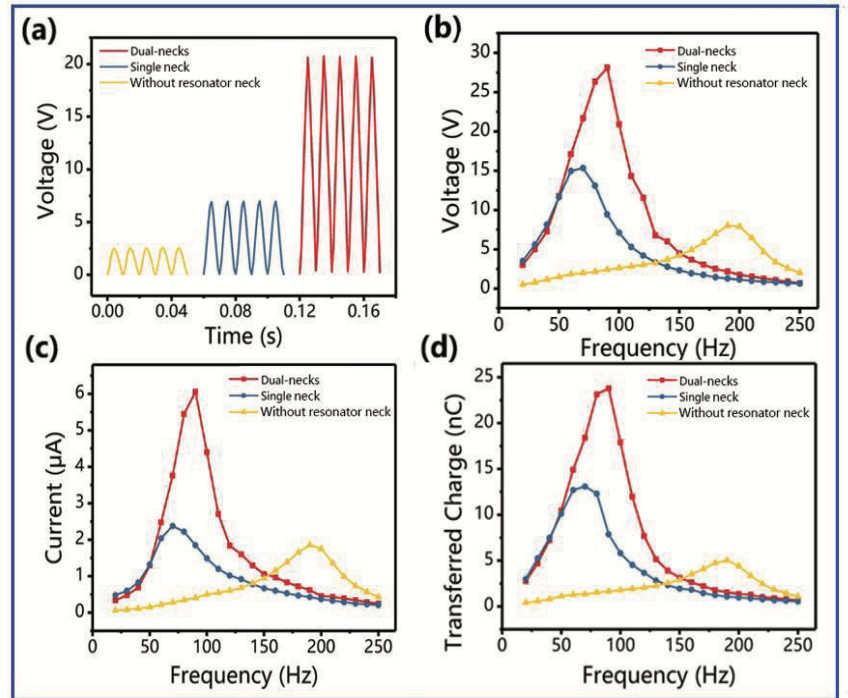 (a)
Dual-necks
Single neck
Without resonator neck
20
15
10
5
0
Voltage (V)
0.00 0.04 0.08 0.12 0.16
Time (s)
(b)
Dual-necks
Single neck
Without resonator neck
30
25
20
15
10
5
0
Voltage (V)
0 50 100 150 200 250
Frequency (Hz)
(c)
Dual-necks
Single neck
Without resonator neck
6
5
4
3
2
1
0
Current (μA)
0 50 100 150 200 250
Frequency (Hz)
(d)
Dual-necks
Single neck
Without resonator neck
25
20
15
10
5
0
Transferred Charge (nC)
0 50 100 150 200 250
Frequency (Hz)